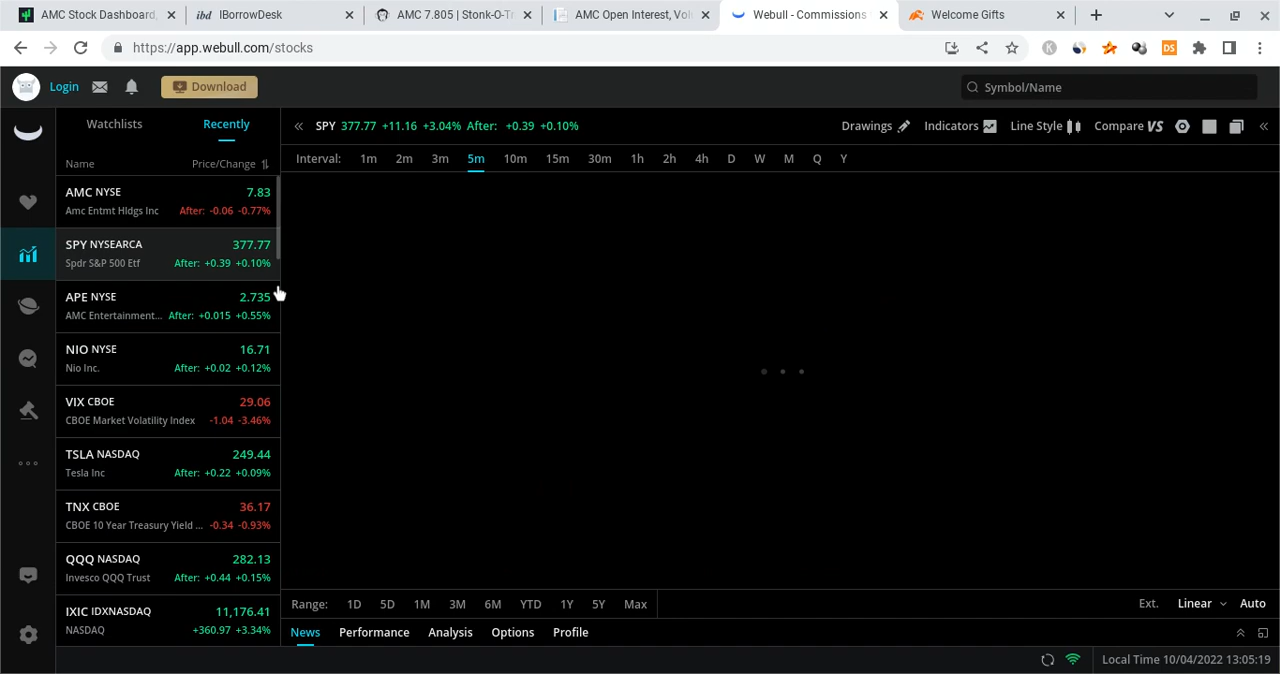 AMC Stock Dashboard,
ibd IBorrowDesk
AMC 7.805 | Stonk-O-Tr
AMC Open Interest, Vol
Webull - Commissions
Welcome Gifts
https://app.webull.com/stocks
K
DS
Login
Download
Symbol/Name
Watchlists
Recently
SPY 377.77 +11.16 +3.04% After: +0.39 +0.10%
Drawings
Indicators
Line Style
Compare VS
Name
Price/Change
Interval: 1m 2m 3m 5m 10m 15m 30m 1h 2h 4h D W M Q Y
AMC NYSE 7.83
Amc Entmt Hldgs Inc After: -0.06 -0.77%
SPY NYSEARCA 377.77
Spdr S&P 500 Etf After: +0.39 +0.10%
APE NYSE 2.735
AMC Entertainment... After: +0.015 +0.55%
NIO NYSE 16.71
Nio Inc. After: +0.02 +0.12%
VIX CBOE 29.06
CBOE Market Volatility Index -1.04 -3.46%
TSLA NASDAQ 249.44
Tesla Inc After: +0.22 +0.09%
TNX CBOE 36.17
CBOE 10 Year Treasury Yield ... -0.34 -0.93%
QQQ NASDAQ 282.13
Invesco QQQ Trust After: +0.44 +0.15%
IXIC IDXNASDAQ 11,176.41
NASDAQ +360.97 +3.34%
Range: 1D 5D 1M 3M 6M YTD 1Y 5Y Max
Ext. Linear Auto
News Performance Analysis Options Profile
Local Time 10/04/2022 13:05:19